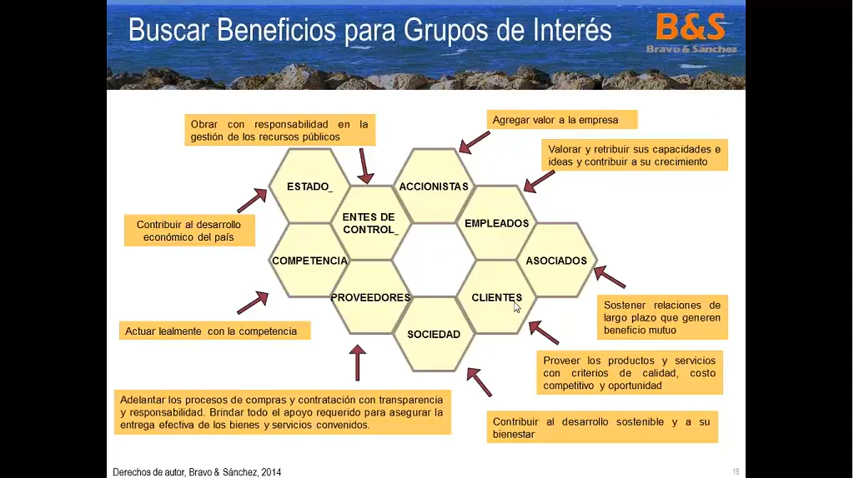 Buscar Beneficios para Grupos de Interés
B&S
Bravo & Sánchez
Obrar con responsabilidad en la
gestión de los recursos públicos
Agregar valor a la empresa
Valorar y retribuir sus capacidades e
ideas y contribuir a su crecimiento
ESTADO_
ACCIONISTAS
ENTES DE
CONTROL_
EMPLEADOS
Contribuir al desarrollo
económico del país
COMPETENCIA
ASOCIADOS
PROVEEDORES
CLIENTES
Sostener relaciones de
largo plazo que generen
beneficio mutuo
Actuar lealmente con la competencia
SOCIEDAD
Proveer los productos y servicios
con criterios de calidad, costo
competitivo y oportunidad
Adelantar los procesos de compras y contratación con transparencia
y responsabilidad. Brindar todo el apoyo requerido para asegurar la
entrega efectiva de los bienes y servicios convenidos.
Contribuir al desarrollo sostenible y a su
bienestar
Derechos de autor, Bravo & Sánchez, 2014
18